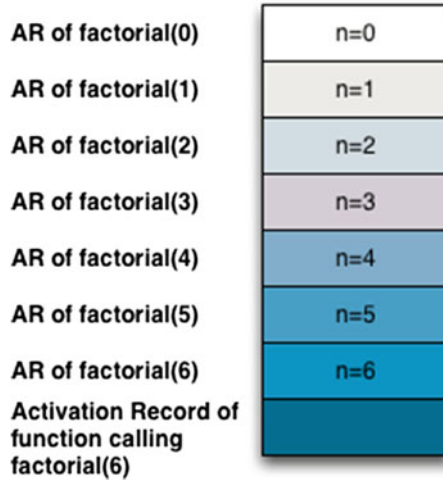 AR of factorial(0) n=0
AR of factorial(1) n=1
AR of factorial(2) n=2
AR of factorial(3) n=3
AR of factorial(4) n=4
AR of factorial(5) n=5
AR of factorial(6) n=6
Activation Record of
function calling
factorial(6)